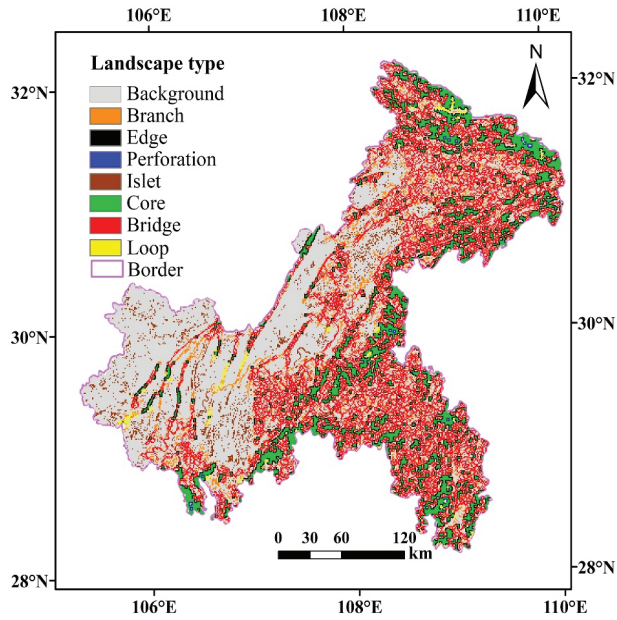 106°E 108°E 110°E
N
Landscape type
32°N 32°N
Background
Branch
Edge
Perforation
Islet
Core
Bridge
Loop
Border
30°N 30°N
0 30 60 120
km
28°N 28°N
106°E 108°E 110°E